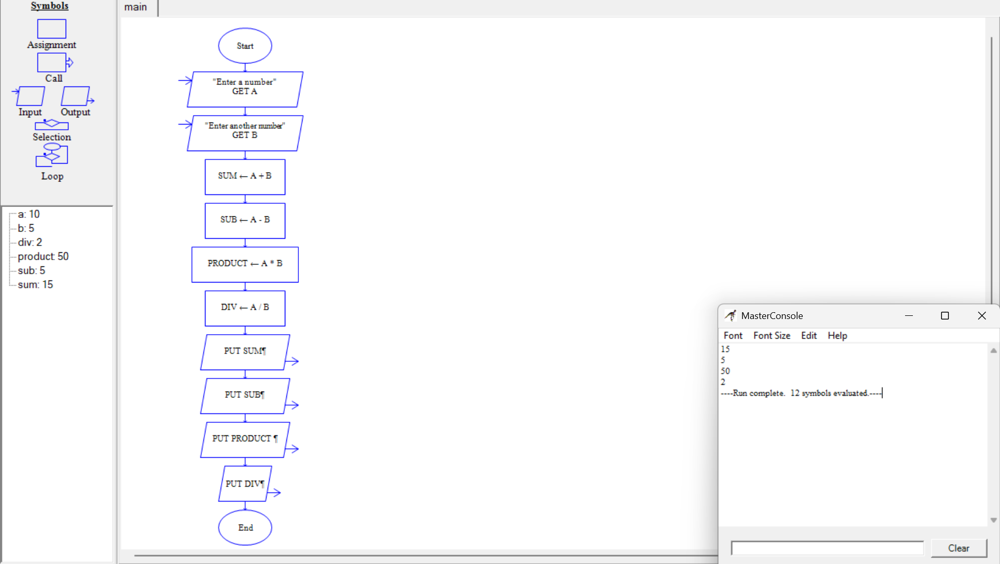 Symbols
Assignment
Call
Input Output
Selection
Loop
a: 10
b: 5
div: 2
product: 50
sub: 5
sum: 15
main
Start
"Enter a number"
GET A
"Enter another number"
GET B
SUM ← A + B
SUB ← A - B
PRODUCT ← A * B
DIV ← A / B
PUT SUM¶
PUT SUB¶
PUT PRODUCT ¶
PUT DIV¶
End
MasterConsole
Font Font Size Edit Help
15
5
50
2
----Run complete.  12 symbols evaluated.----
Clear